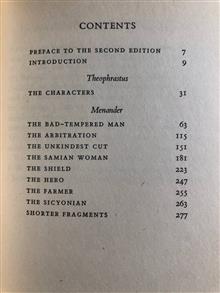 CONTENTS
PREFACE TO THE SECOND EDITION 7
INTRODUCTION 9
Theophrastus
THE CHARACTERS 31
Menander
THE BAD-TEMPERED MAN 63
THE ARBITRATION 115
THE UNKINDEST CUT 151
THE SAMIAN WOMAN 181
THE SHIELD 223
THE HERO 247
THE FARMER 255
THE SICYONIAN 263
SHORTER FRAGMENTS 277